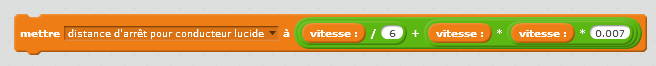 mettre distance d'arrêt pour conducteur lucide à vitesse : / 6 + vitesse : * vitesse : * 0.007